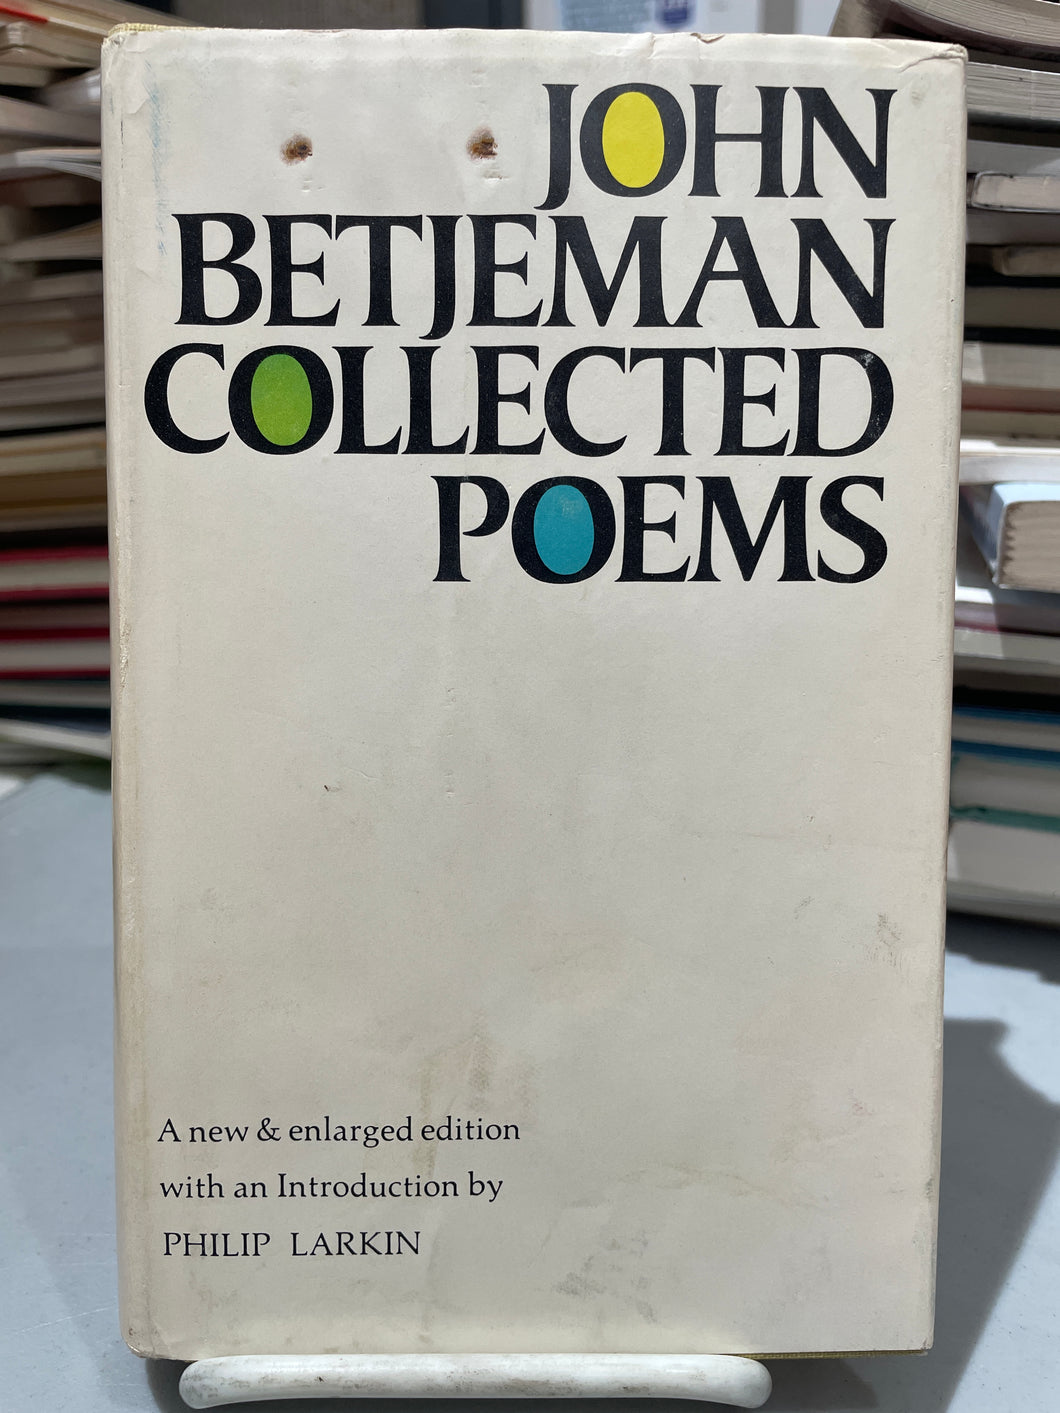 JOHN
BETJEMAN
COLLECTED
POEMS
A new & enlarged edition
with an Introduction by
PHILIP LARKIN